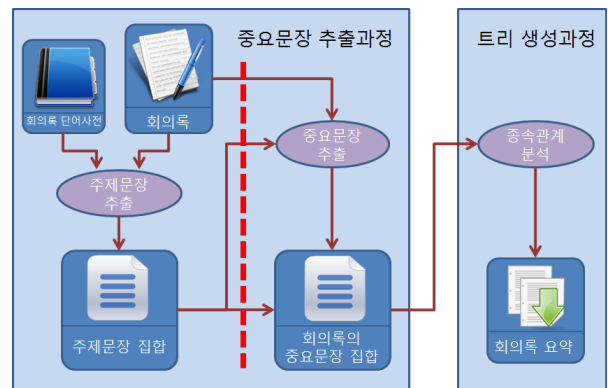 중요문장 추출과정
트리 생성과정
회의록 단어사전
회의록
중요문장
추출
종속관계
분석
주제문장
추출
주제문장 집합
회의록의
중요문장 집합
회의록 요약